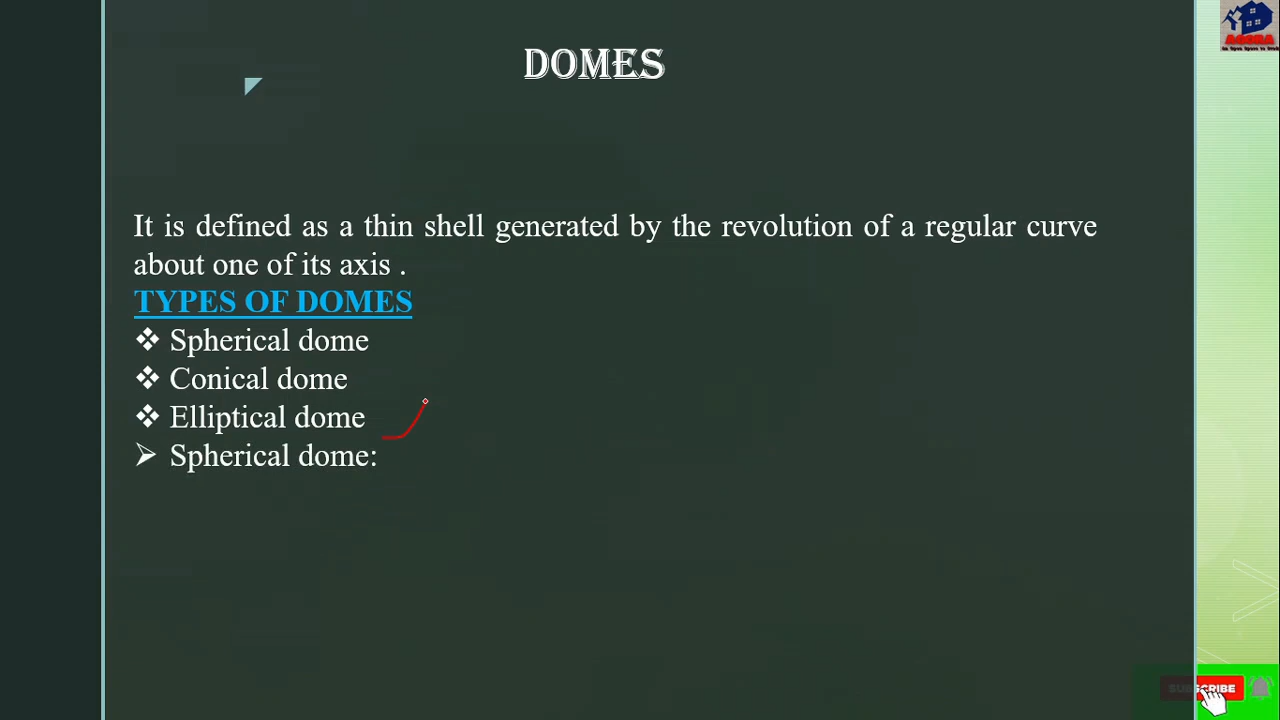 DOMES
It is defined as a thin shell generated by the revolution of a regular curve
about one of its axis .
TYPES OF DOMES
❖ Spherical dome
❖ Conical dome
❖ Elliptical dome
➢ Spherical dome:
SUBSCRIBE